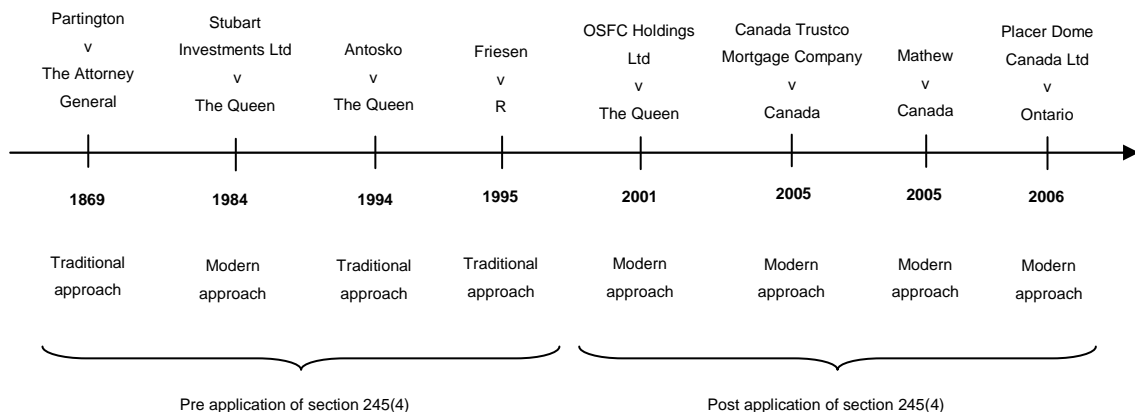 Partington
v
The Attorney
General
Stubart
Investments Ltd
v
The Queen
Antosko
v
The Queen
Friesen
v
R
OSFC Holdings
Ltd
v
The Queen
Canada Trustco
Mortgage Company
v
Canada
Mathew
v
Canada
Placer Dome
Canada Ltd
v
Ontario
1869
1984
1994
1995
2001
2005
2005
2006
Traditional
approach
Modern
approach
Traditional
approach
Traditional
approach
Modern
approach
Modern
approach
Modern
approach
Modern
approach
Pre application of section 245(4)
Post application of section 245(4)